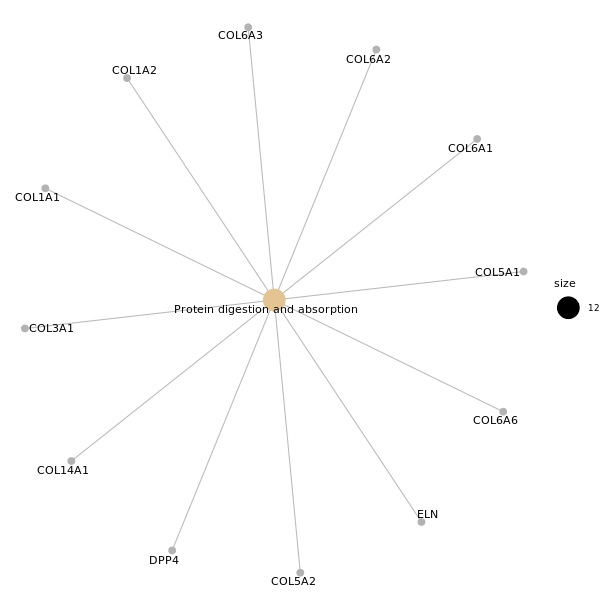 COL6A3
COL6A2
COL1A2
COL6A1
COL1A1
COL5A1
size
12
Protein digestion and absorption
COL3A1
COL6A6
COL14A1
ELN
DPP4
COL5A2